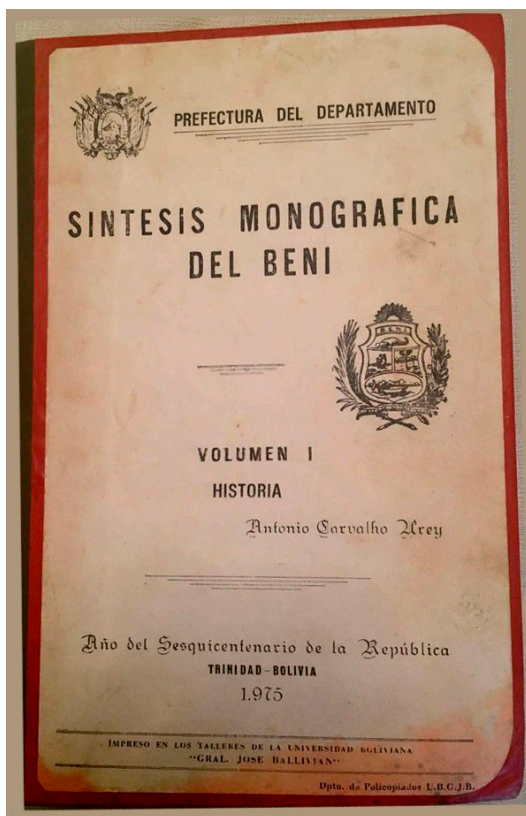 PREFECTURA DEL DEPARTAMENTO
SINTESIS MONOGRAFICA
DEL BENI
BENI
VOLUMEN I
HISTORIA
Antonio Carvalho Urey
Año del Sesquicentenario de la República
TRINIDAD-BOLIVIA
1.975
IMPRESO EN LOS TALLERES DE LA UNIVERSIDAD BOLIVIANA
"GRAL. JOSE BALLIVIAN"
Dpto. de Policopiados U.B.G.J.B.